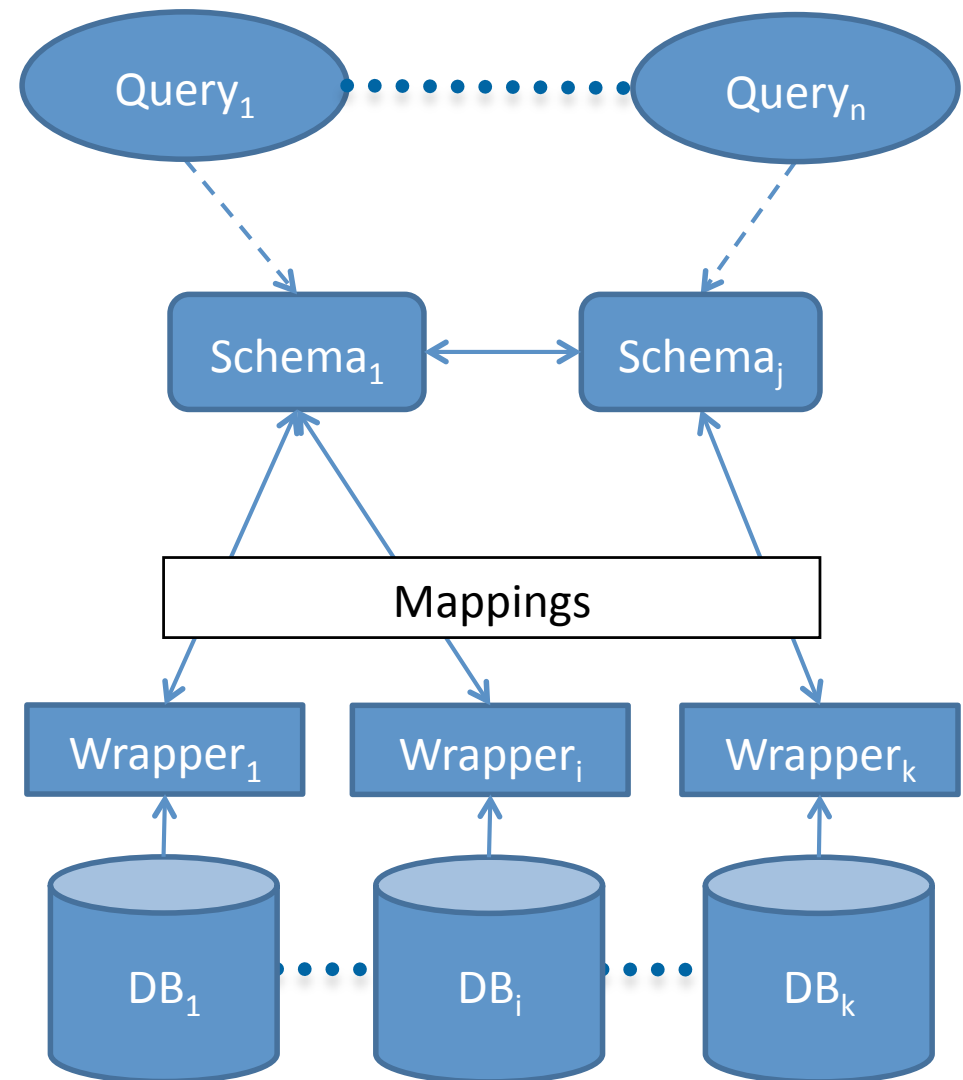 Query₁
Queryₙ
Schema₁
Schemaⱼ
Mappings
Wrapper₁
Wrapperᵢ
Wrapperₖ
DB₁
DBᵢ
DBₖ